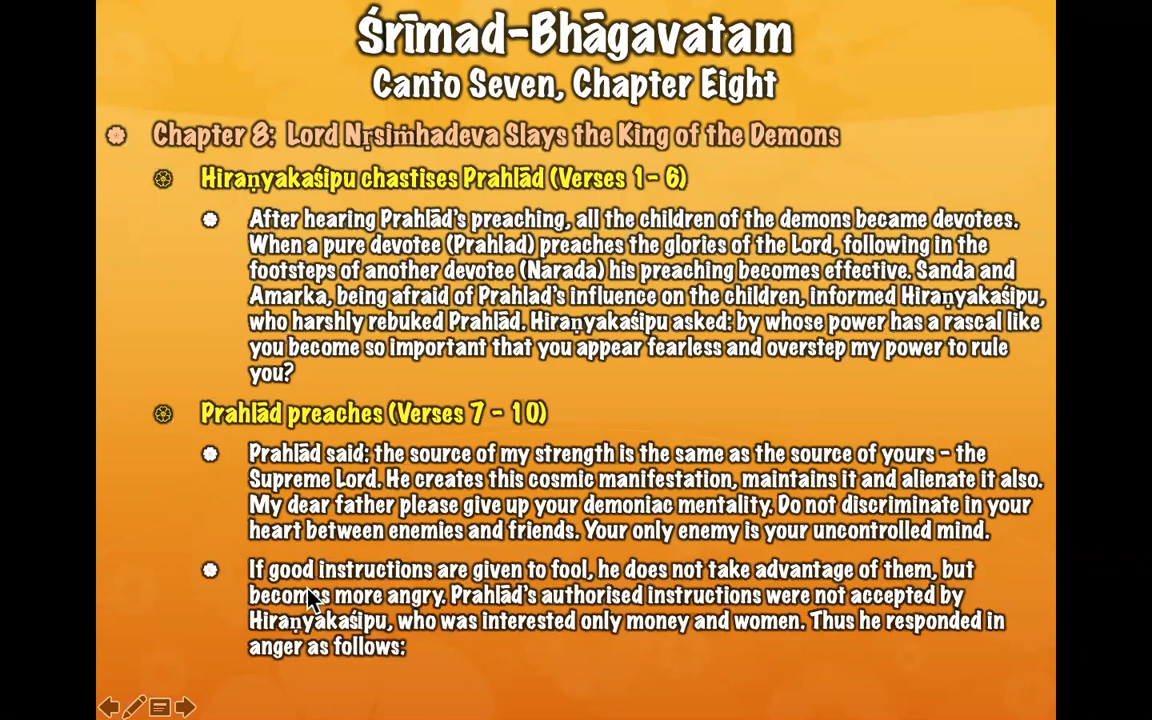 Śrīmad-Bhāgavatam
Canto Seven, Chapter Eight
Chapter 8: Lord Nṛsiṁhadeva Slays the King of the Demons
Hiraṇyakaśipu chastises Prahlād (Verses 1- 6)
After hearing Prahlād's preaching, all the children of the demons became devotees.
When a pure devotee (Prahlad) preaches the glories of the Lord, following in the
footsteps of another devotee (Narada) his preaching becomes effective. Sanda and
Amarka, being afraid of Prahlad's influence on the children, informed Hiraṇyakaśipu,
who harshly rebuked Prahlād. Hiraṇyakaśipu asked: by whose power has a rascal like
you become so important that you appear fearless and overstep my power to rule
you?
Prahlād preaches (Verses 7 - 10)
Prahlād said: the source of my strength is the same as the source of yours - the
Supreme Lord. He creates this cosmic manifestation, maintains it and alienate it also.
My dear father please give up your demoniac mentality. Do not discriminate in your
heart between enemies and friends. Your only enemy is your uncontrolled mind.
If good instructions are given to fool, he does not take advantage of them, but
becomes more angry. Prahlād's authorised instructions were not accepted by
Hiraṇyakaśipu, who was interested only money and women. Thus he responded in
anger as follows: